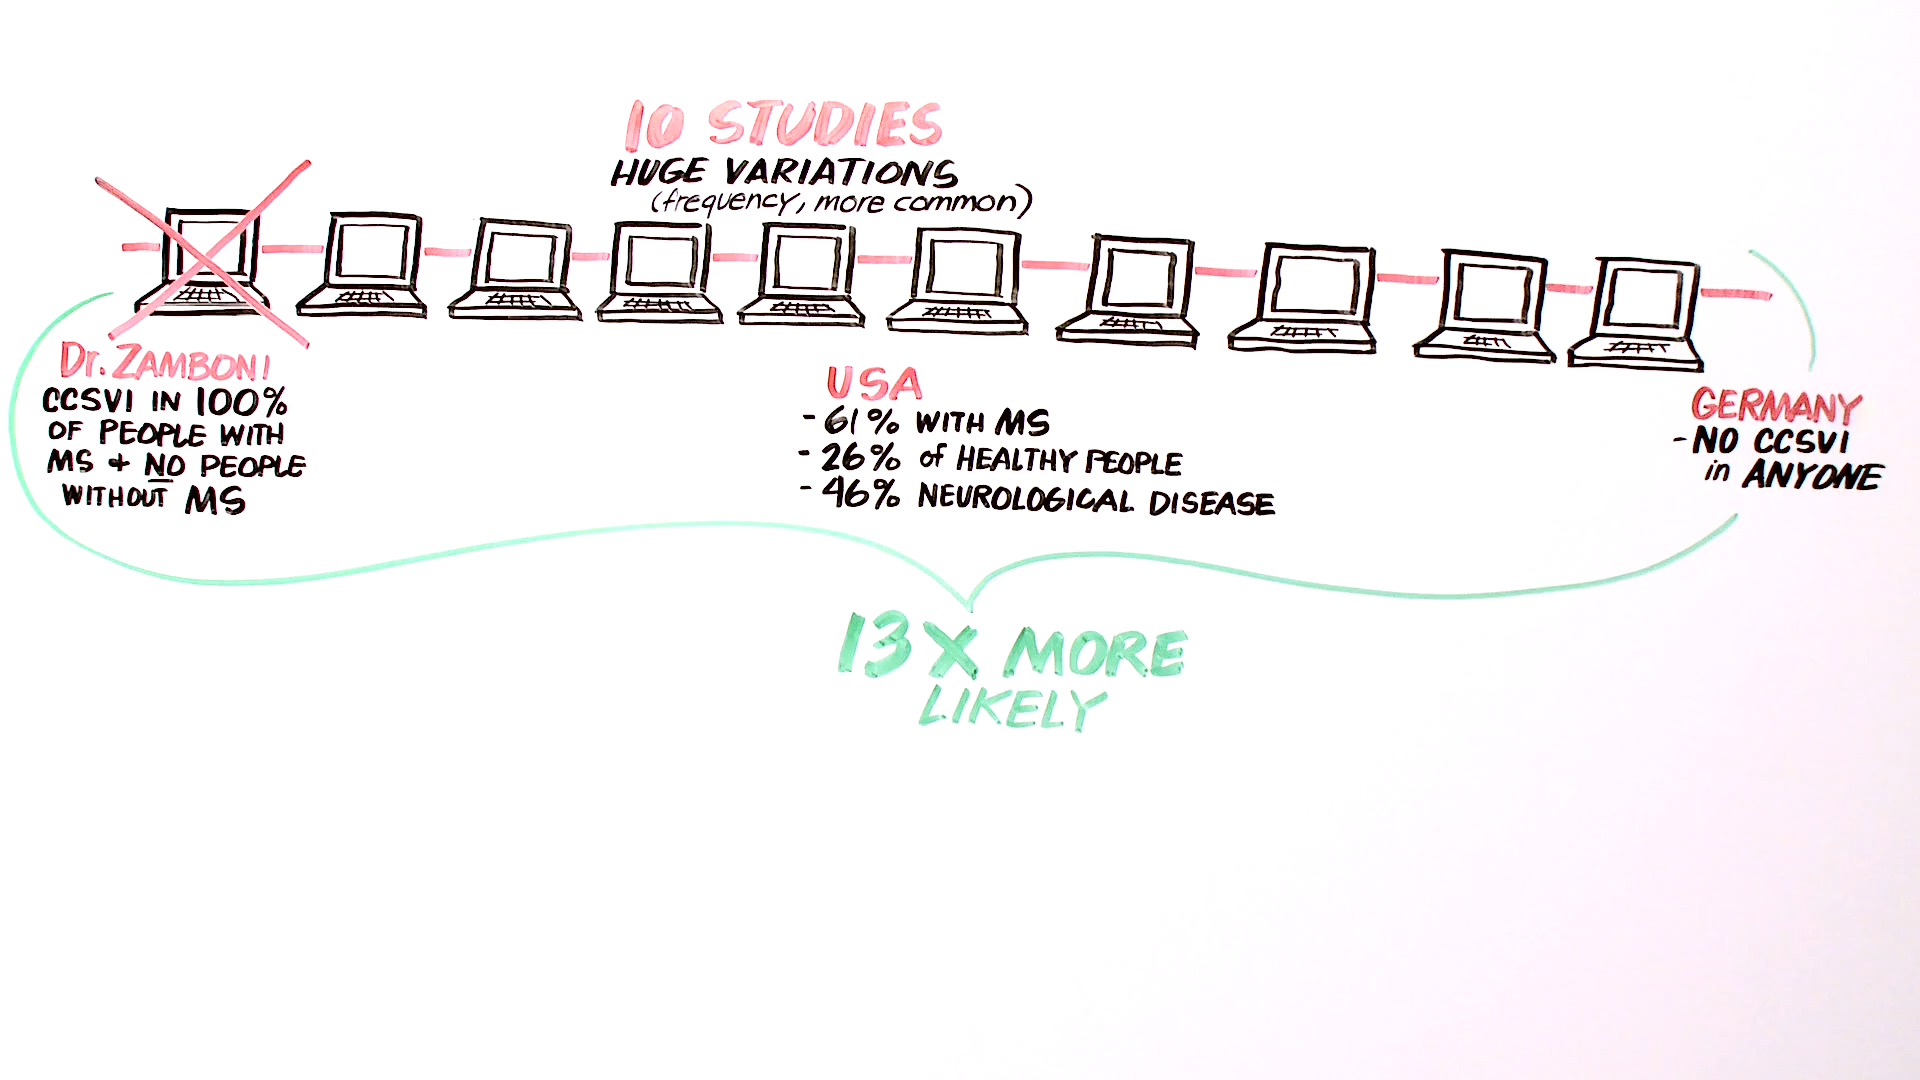 10 STUDIES
HUGE VARIATIONS
(frequency, more common)
Dr. ZAMBONI
CCSVI IN 100%
OF PEOPLE WITH
MS + NO PEOPLE
WITHOUT MS
USA
- 61% WITH MS
- 26% of HEALTHY PEOPLE
- 46% NEUROLOGICAL DISEASE
GERMANY
- NO CCSVI
in ANYONE
13X MORE
LIKELY